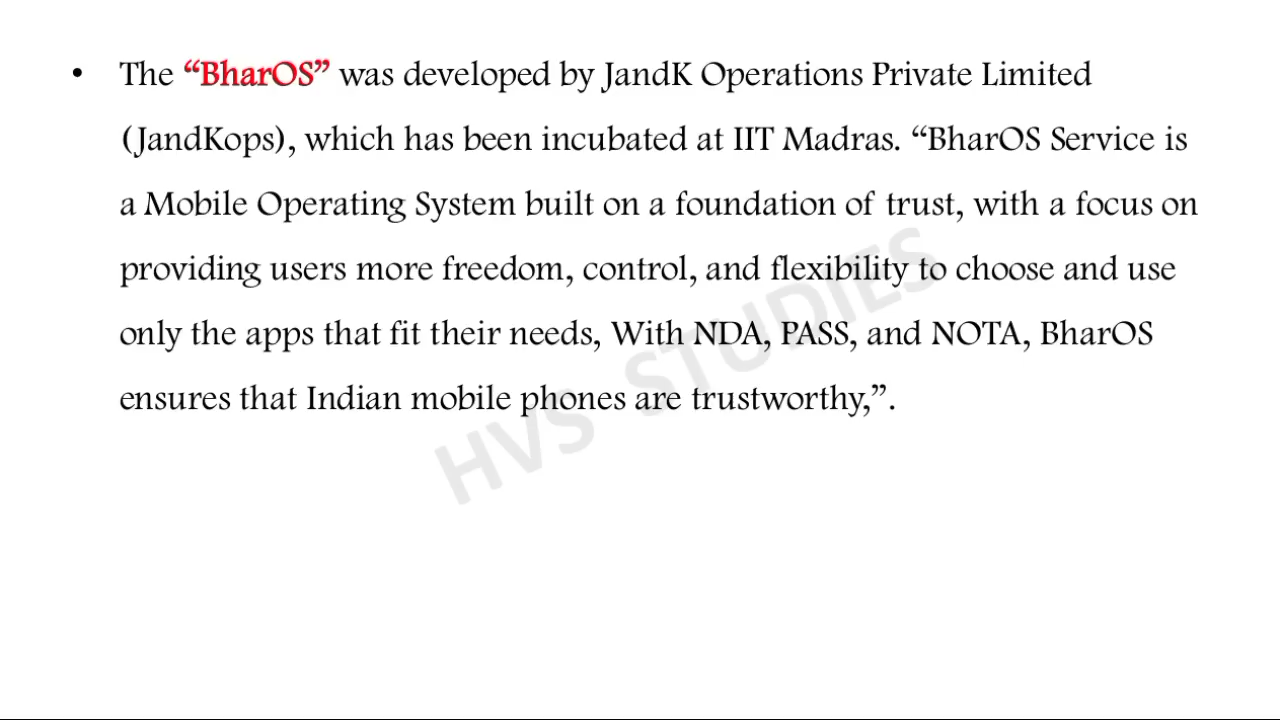 • The “BharOS” was developed by JandK Operations Private Limited
(JandKops), which has been incubated at IIT Madras. “BharOS Service is
a Mobile Operating System built on a foundation of trust, with a focus on
providing users more freedom, control, and flexibility to choose and use
only the apps that fit their needs, With NDA, PASS, and NOTA, BharOS
ensures that Indian mobile phones are trustworthy,”.
HVS STUDIES